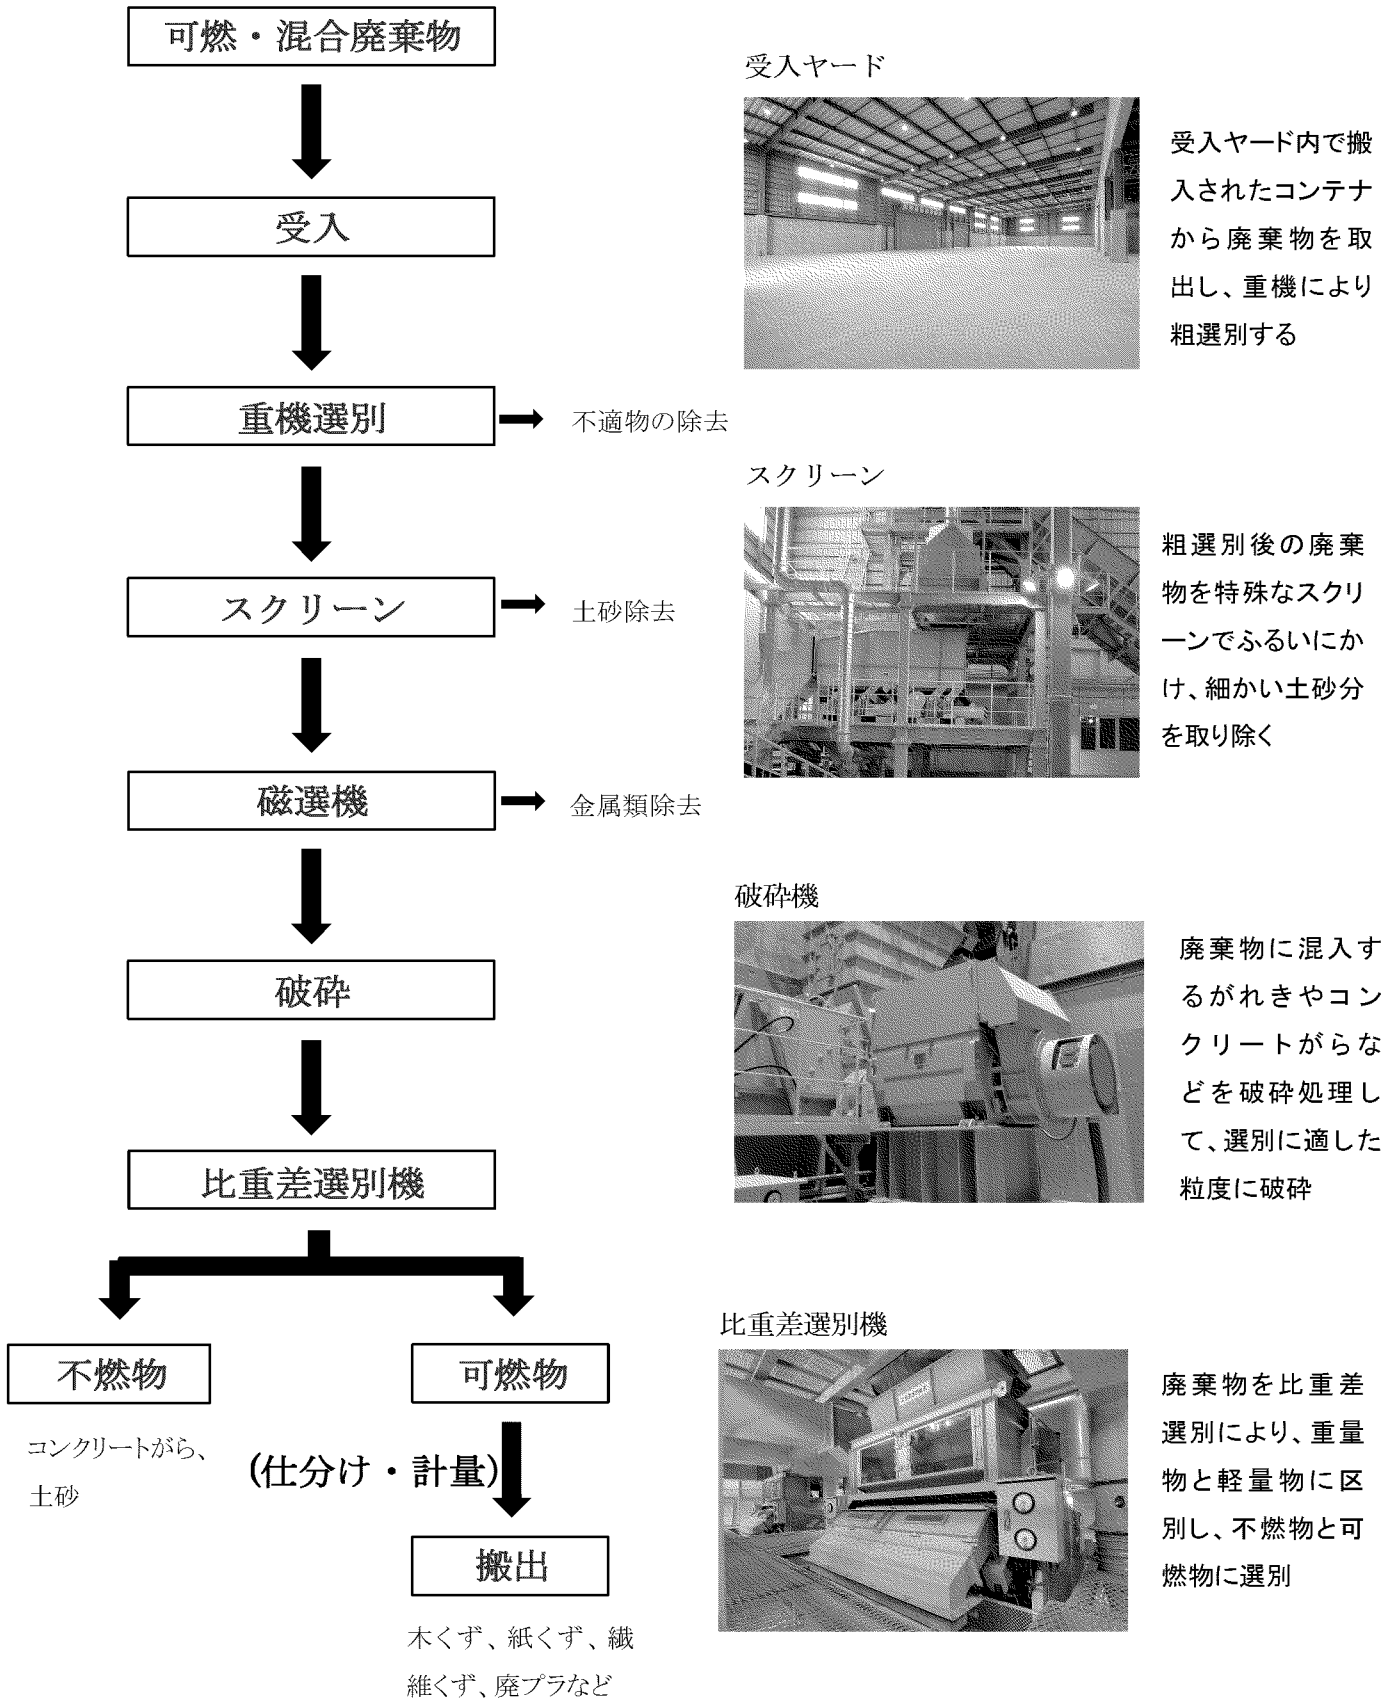 可燃・混合廃棄物
受入
重機選別
不適物の除去
スクリーン
土砂除去
磁選機
金属類除去
破砕
比重差選別機
不燃物
可燃物
コンクリートがら、
土砂
(仕分け・計量)
搬出
木くず、紙くず、繊
維くず、廃プラなど
受入ヤード
受入ヤード内で搬
入されたコンテナ
から廃棄物を取
出し、重機により
粗選別する
スクリーン
粗選別後の廃棄
物を特殊なスクリ
ーンでふるいにか
け、細かい土砂分
を取り除く
破砕機
廃棄物に混入す
るがれきやコン
クリートがらな
どを破砕処理し
て、選別に適した
粒度に破砕
比重差選別機
廃棄物を比重差
選別により、重量
物と軽量物に区
別し、不燃物と可
燃物に選別